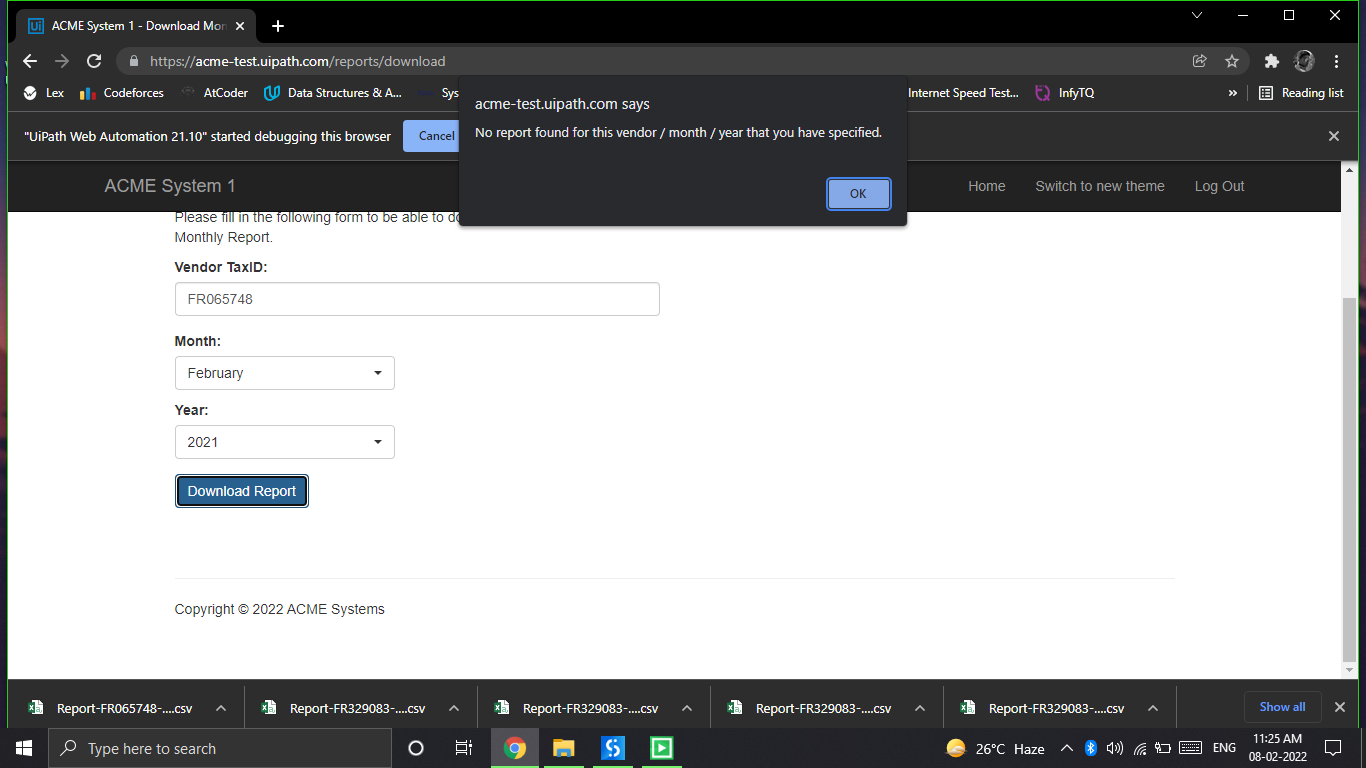 ACME System 1 - Download Mon
https://acme-test.uipath.com/reports/download
Lex
Codeforces
AtCoder
Data Structures & A...
Sys
Internet Speed Test...
InfyTQ
»
Reading list
"UiPath Web Automation 21.10" started debugging this browser
Cancel
acme-test.uipath.com says
No report found for this vendor / month / year that you have specified.
OK
ACME System 1
Home
Switch to new theme
Log Out
Please fill in the following form to be able to do
Monthly Report.
Vendor TaxID:
FR065748
Month:
February
Year:
2021
Download Report
Copyright © 2022 ACME Systems
Report-FR065748-....csv
Report-FR329083-....csv
Report-FR329083-....csv
Report-FR329083-....csv
Report-FR329083-....csv
Show all
Type here to search
26°C Haze
ENG
11:25 AM
08-02-2022